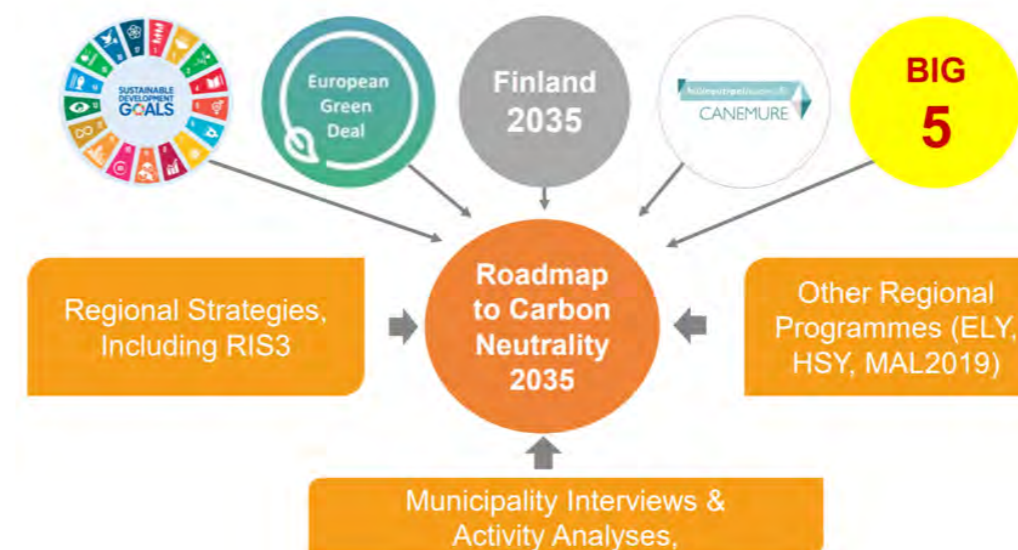 SUSTAINABLE
DEVELOPMENT
GOALS
European
Green
Deal
Finland
2035
CANEMURE
BIG
5
Roadmap
to Carbon
Neutrality
2035
Regional Strategies,
Including RIS3
Other Regional
Programmes (ELY,
HSY, MAL2019)
Municipality Interviews &
Activity Analyses,